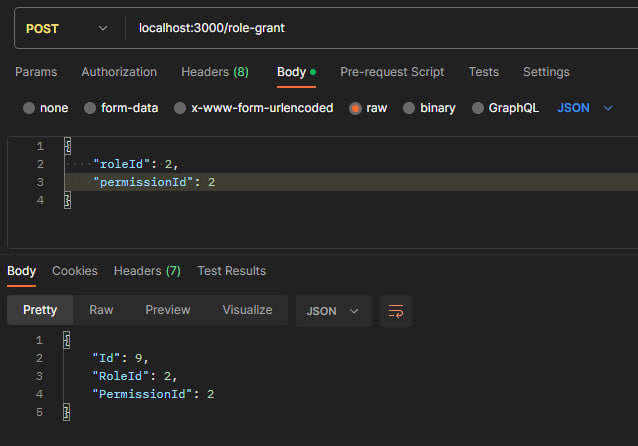 POST localhost:3000/role-grant
Params Authorization Headers (8) Body Pre-request Script Tests Settings
none form-data x-www-form-urlencoded raw binary GraphQL JSON
1 {
2 "roleId": 2,
3 "permissionId": 2
4 }
Body Cookies Headers (7) Test Results
Pretty Raw Preview Visualize JSON
1 {
2 "Id": 9,
3 "RoleId": 2,
4 "PermissionId": 2
5 }